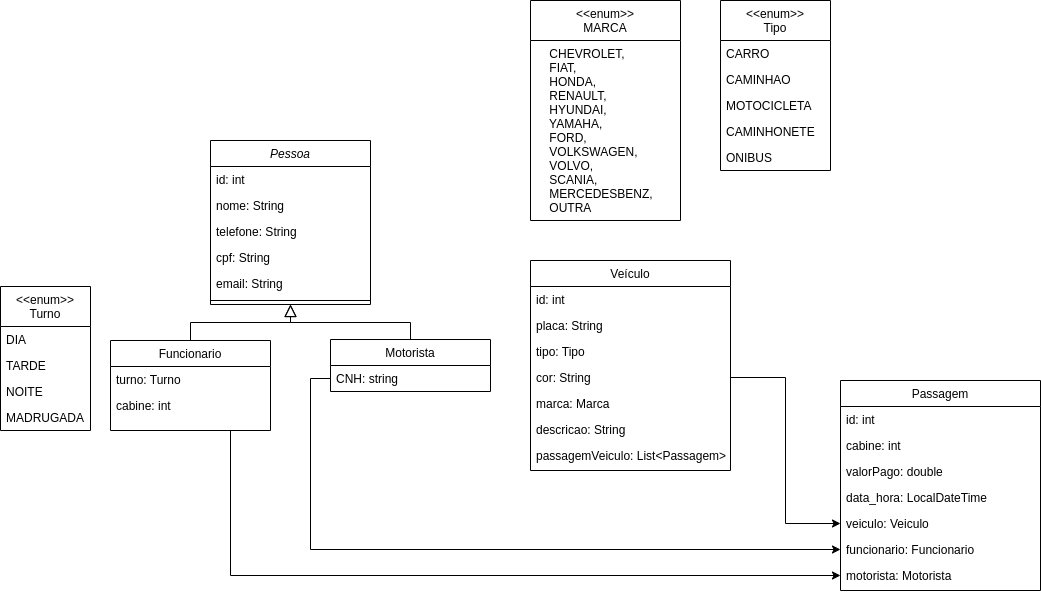 <<enum>>
MARCA
CHEVROLET,
FIAT,
HONDA,
RENAULT,
HYUNDAI,
YAMAHA,
FORD,
VOLKSWAGEN,
VOLVO,
SCANIA,
MERCEDESBENZ,
OUTRA
<<enum>>
Tipo
CARRO
CAMINHAO
MOTOCICLETA
CAMINHONETE
ONIBUS
Pessoa
id: int
nome: String
telefone: String
cpf: String
email: String
<<enum>>
Turno
DIA
TARDE
NOITE
MADRUGADA
Funcionario
turno: Turno
cabine: int
Motorista
CNH: string
Veículo
id: int
placa: String
tipo: Tipo
cor: String
marca: Marca
descricao: String
passagemVeiculo: List<Passagem>
Passagem
id: int
cabine: int
valorPago: double
data_hora: LocalDateTime
veiculo: Veiculo
funcionario: Funcionario
motorista: Motorista